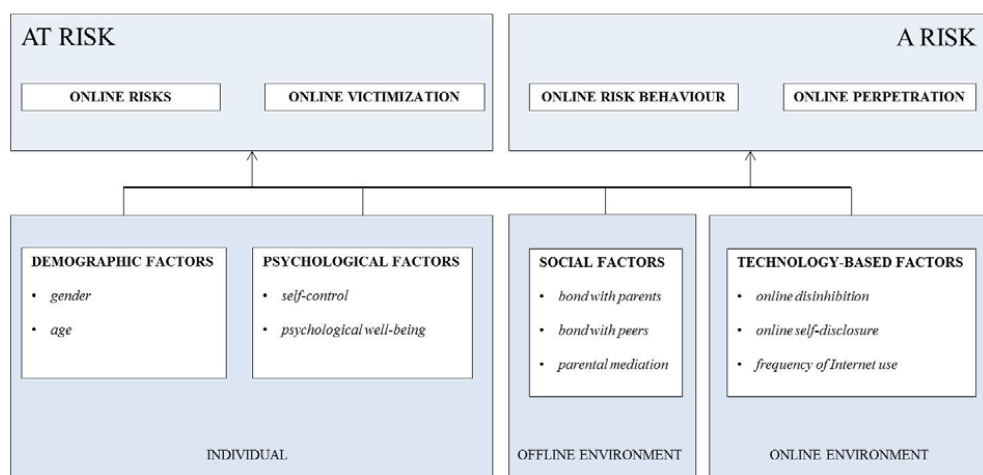 AT RISK
ONLINE RISKS
ONLINE VICTIMIZATION
A RISK
ONLINE RISK BEHAVIOUR
ONLINE PERPETRATION
DEMOGRAPHIC FACTORS
• gender
• age
PSYCHOLOGICAL FACTORS
• self-control
• psychological well-being
INDIVIDUAL
SOCIAL FACTORS
• bond with parents
• bond with peers
• parental mediation
OFFLINE ENVIRONMENT
TECHNOLOGY-BASED FACTORS
• online disinhibition
• online self-disclosure
• frequency of Internet use
ONLINE ENVIRONMENT